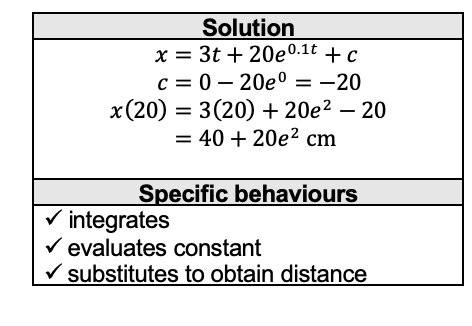 Solution
x = 3t + 20e^{0.1t} + c
c = 0 − 20e^{0} = −20
x(20) = 3(20) + 20e^{2} − 20
= 40 + 20e^{2} cm
Specific behaviours
✓ integrates
✓ evaluates constant
✓ substitutes to obtain distance